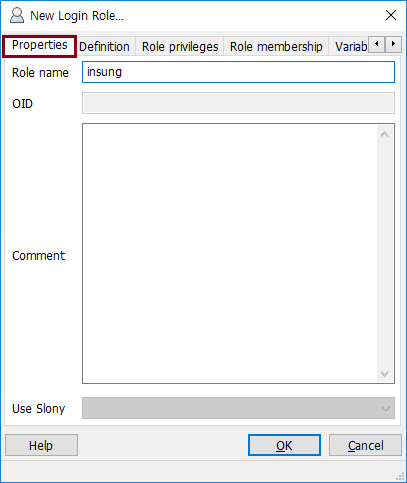 New Login Role...
Properties Definition Role privileges Role membership Variab
Role name insung
OID
Comment
Use Slony
Help OK Cancel